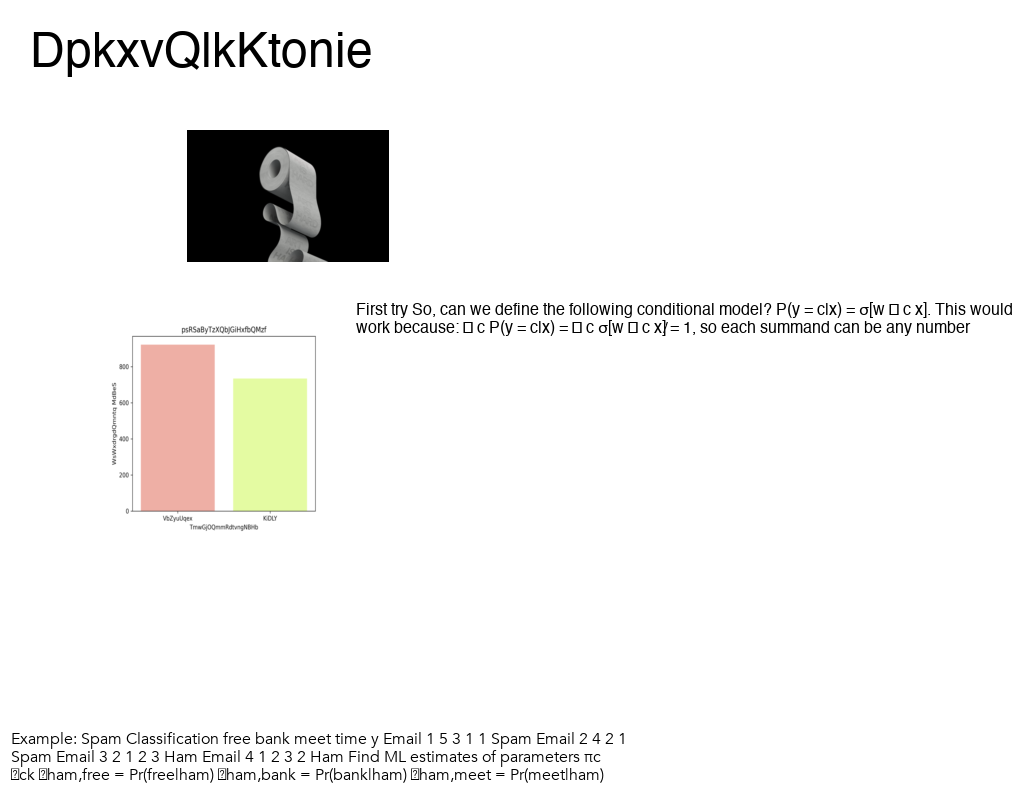 DpkxvQlkKtonie
First try So, can we define the following conditional model? P(y = c|x) = σ[w □ c x]. This would
work because: □ c P(y = c|x) = □ c σ[w □ c x] ≠ 1, so each summand can be any number
psRSaByTzXQbJGiHxfbQMzf
WsWxdrgdQmntq MdBeS
800
600
400
200
0
VbZyuUqex KiDLY
TmwGjOQmmRdtvngNBHb
Example: Spam Classification free bank meet time y Email 1 5 3 1 1 Spam Email 2 4 2 1
Spam Email 3 2 1 2 3 Ham Email 4 1 2 3 2 Ham Find ML estimates of parameters πc
ck ham,free = Pr(free|ham) ham,bank = Pr(bank|ham) ham,meet = Pr(meet|ham)